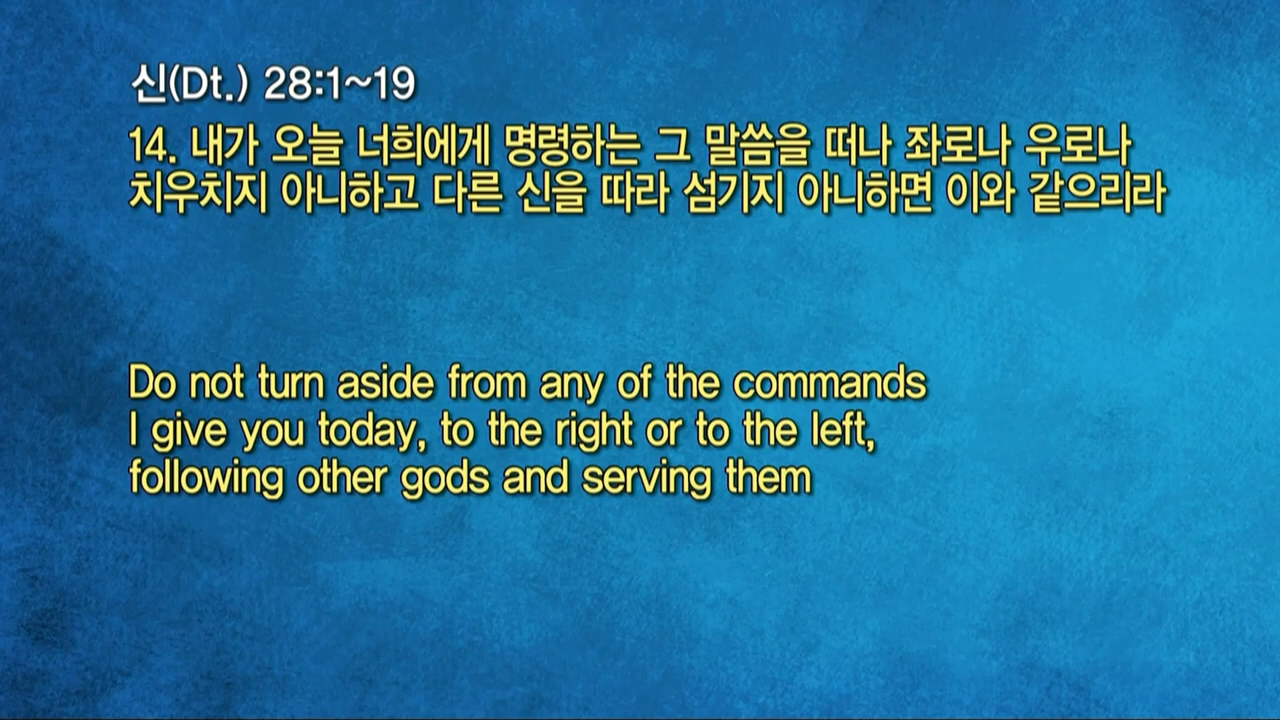 신(Dt.) 28:1~19
14. 내가 오늘 너희에게 명령하는 그 말씀을 떠나 좌로나 우로나
치우치지 아니하고 다른 신을 따라 섬기지 아니하면 이와 같으리라
Do not turn aside from any of the commands
I give you today, to the right or to the left,
following other gods and serving them